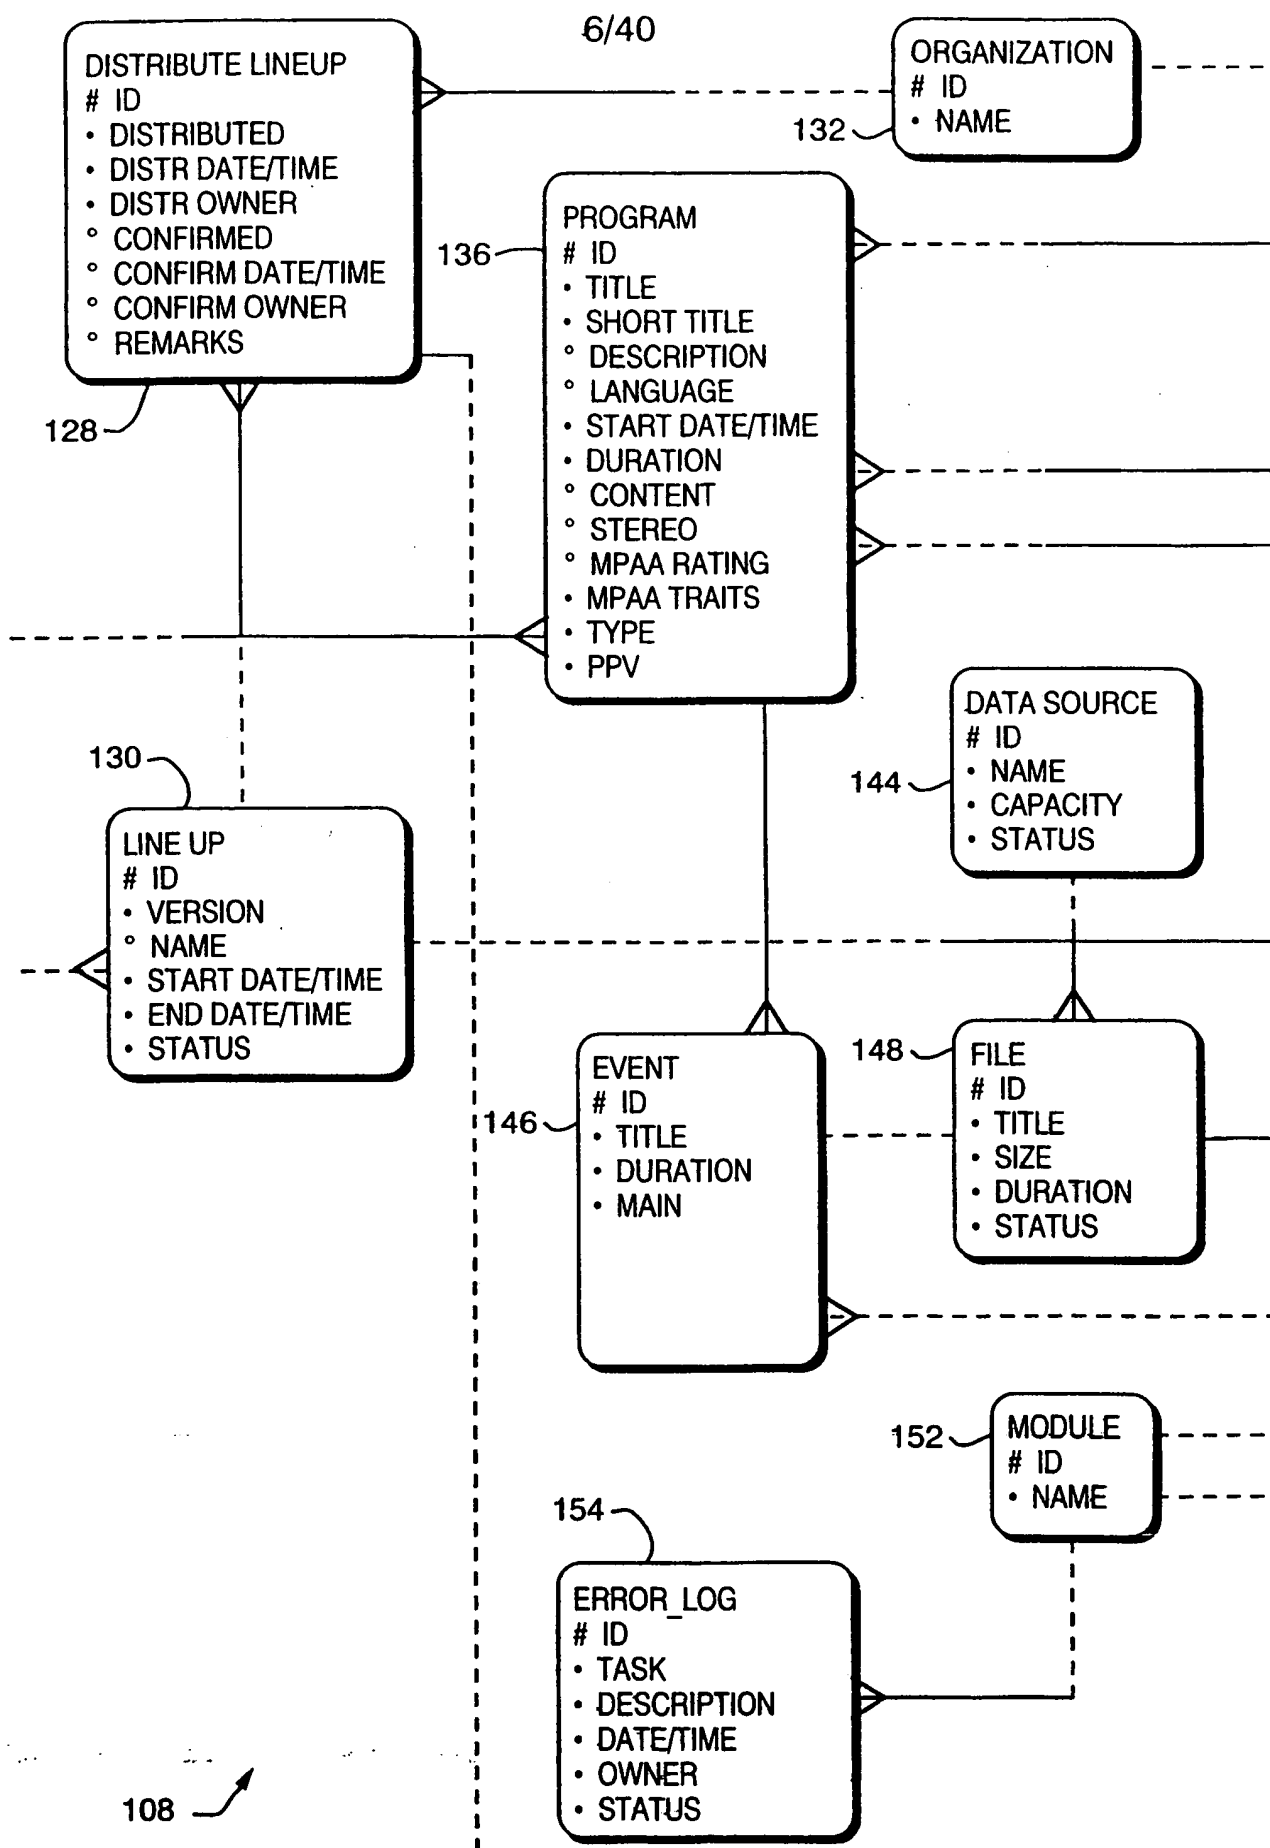 6/40
DISTRIBUTE LINEUP
# ID
• DISTRIBUTED
• DISTR DATE/TIME
• DISTR OWNER
° CONFIRMED
° CONFIRM DATE/TIME
° CONFIRM OWNER
° REMARKS
128
ORGANIZATION
# ID
• NAME
132
PROGRAM
# ID
• TITLE
• SHORT TITLE
° DESCRIPTION
° LANGUAGE
• START DATE/TIME
• DURATION
° CONTENT
° STEREO
° MPAA RATING
• MPAA TRAITS
• TYPE
• PPV
136
DATA SOURCE
# ID
• NAME
• CAPACITY
• STATUS
144
130
LINE UP
# ID
• VERSION
° NAME
• START DATE/TIME
• END DATE/TIME
• STATUS
EVENT
# ID
• TITLE
• DURATION
• MAIN
146
148
FILE
# ID
• TITLE
• SIZE
• DURATION
• STATUS
152
MODULE
# ID
• NAME
154
ERROR_LOG
# ID
• TASK
• DESCRIPTION
• DATE/TIME
• OWNER
• STATUS
108